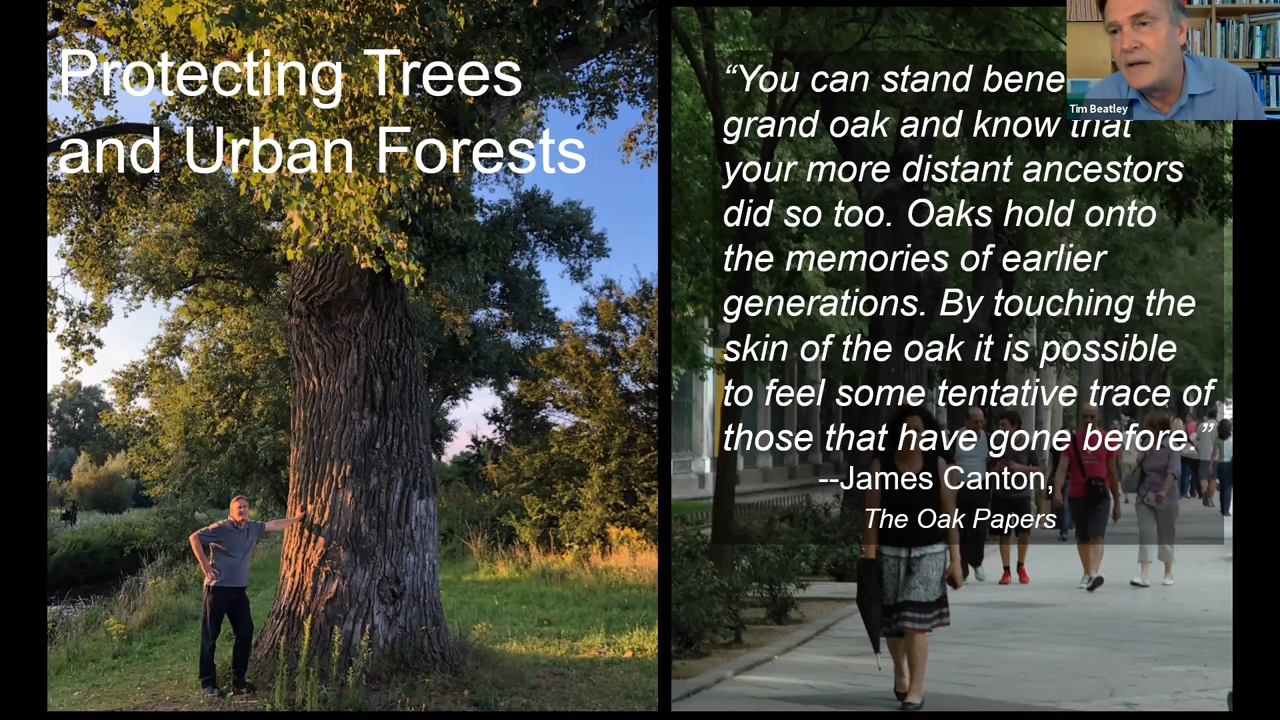 Protecting Trees
and Urban Forests
“You can stand bene
grand oak and know that
your more distant ancestors
did so too. Oaks hold onto
the memories of earlier
generations. By touching the
skin of the oak it is possible
to feel some tentative trace of
those that have gone before.”
--James Canton,
The Oak Papers
Tim Beatley